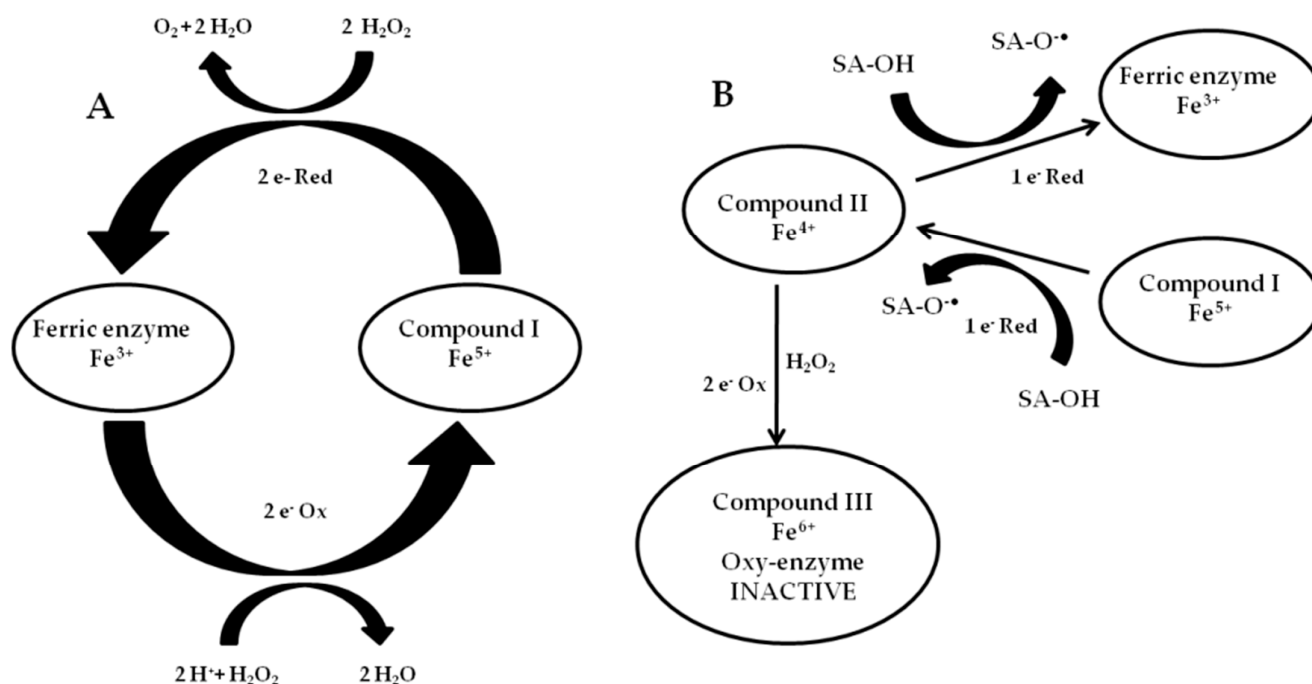 A
O₂ + 2 H₂O
2 H₂O₂
2 e- Red
Ferric enzyme
Fe³⁺
Compound I
Fe⁵⁺
2 e⁻ Ox
2 H⁺+ H₂O₂
2 H₂O
B
SA-OH
SA-O⁻•
Ferric enzyme
Fe³⁺
1 e⁻ Red
Compound II
Fe⁴⁺
SA-O⁻•
1 e⁻ Red
Compound I
Fe⁵⁺
SA-OH
2 e⁻ Ox
H₂O₂
Compound III
Fe⁶⁺
Oxy-enzyme
INACTIVE